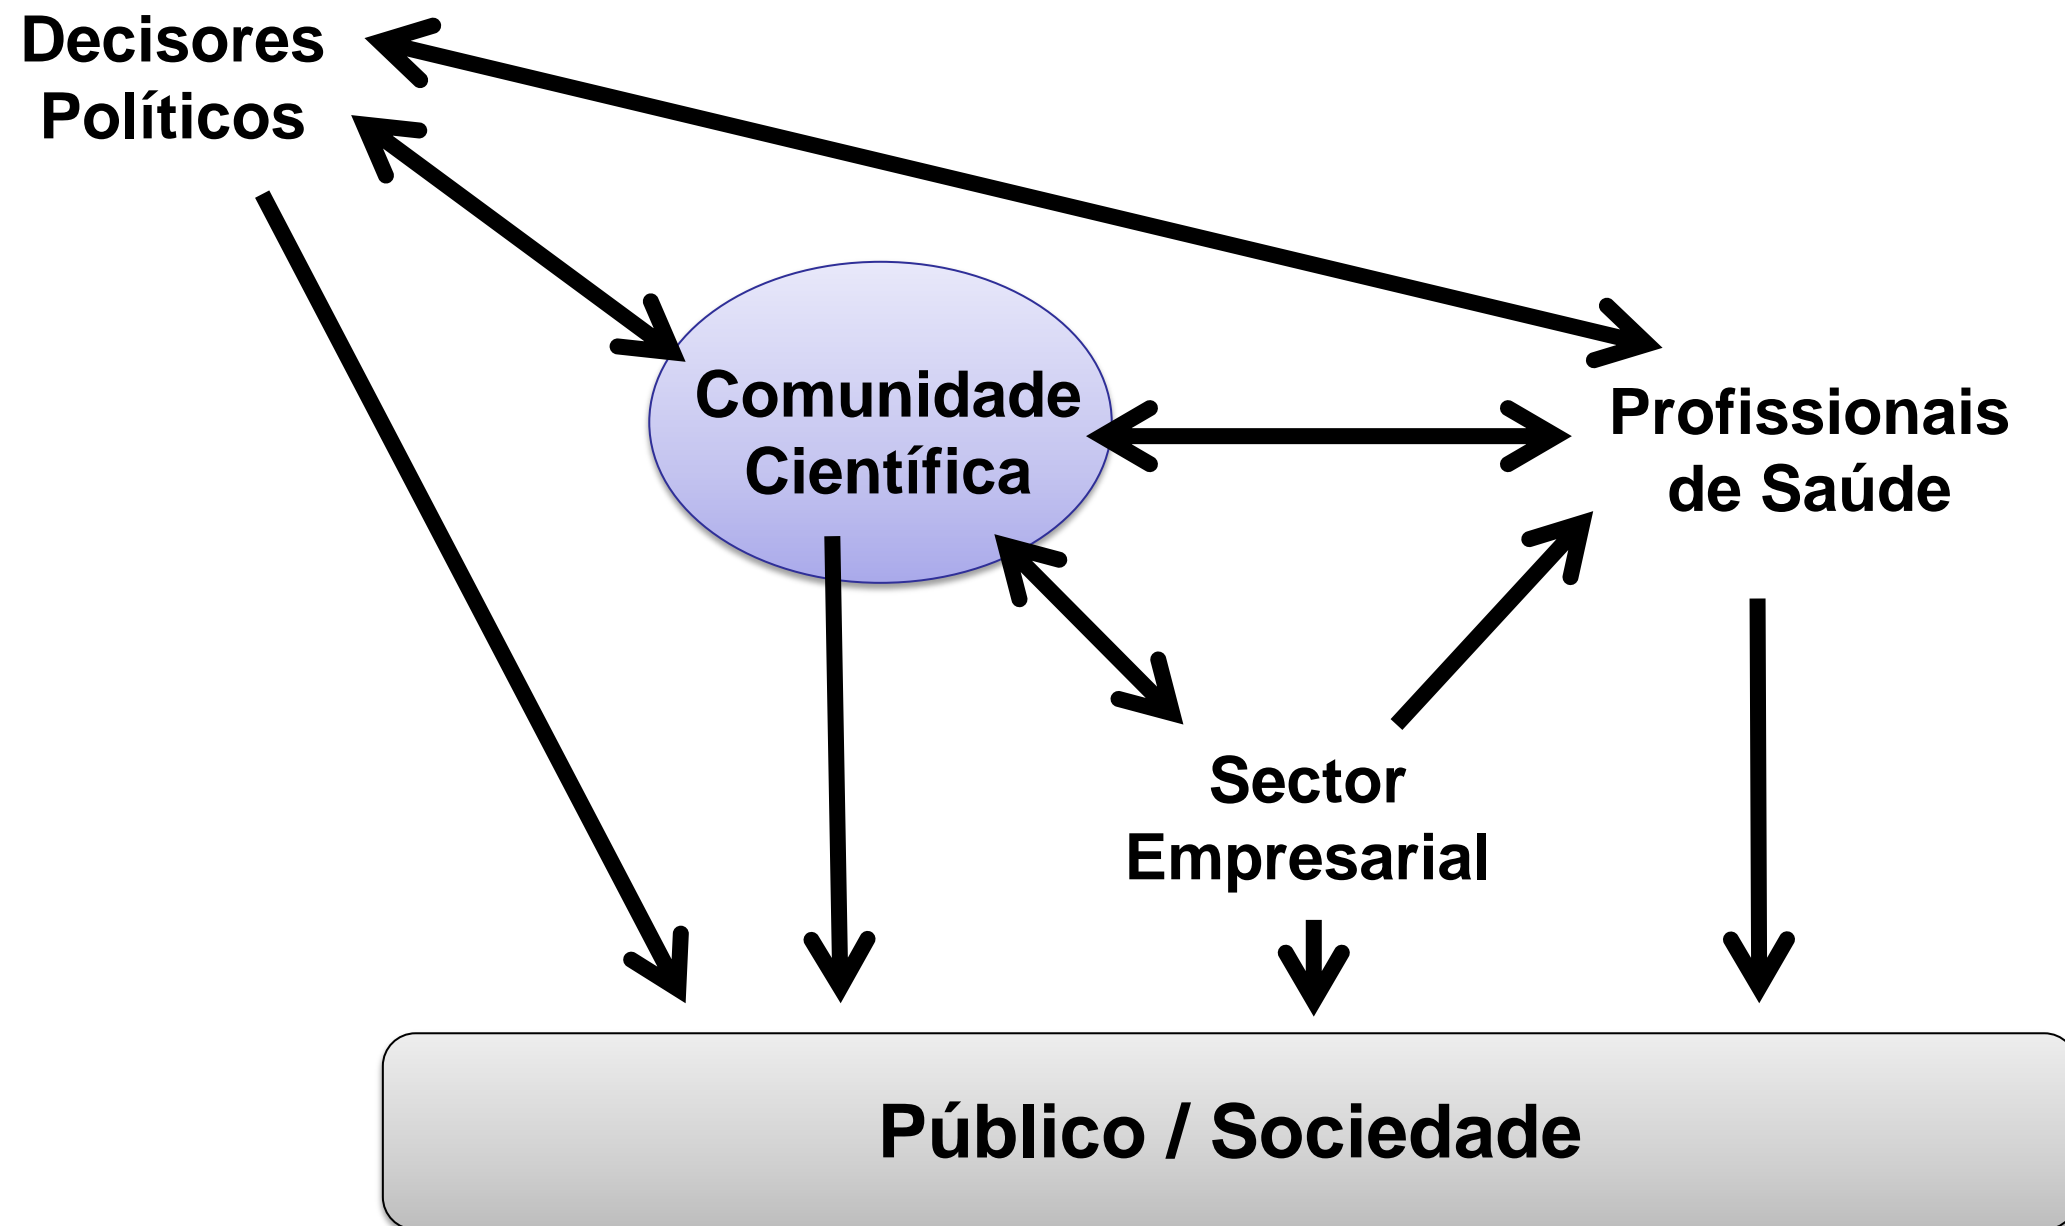 Decisores
Políticos
Comunidade
Científica
Profissionais
de Saúde
Sector
Empresarial
Público / Sociedade